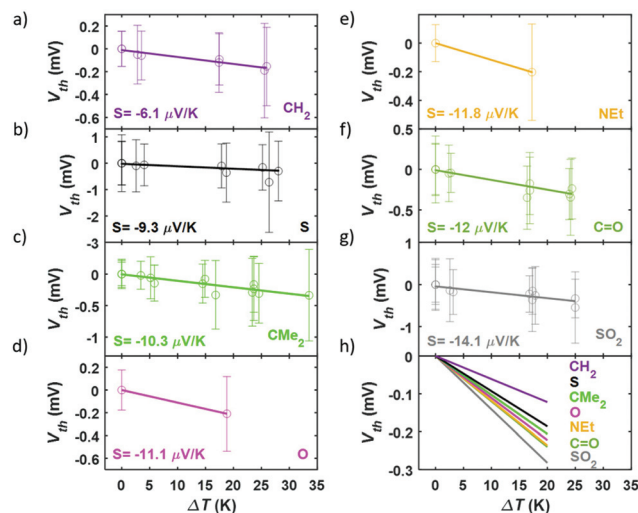 a)
0.2
0
-0.2
-0.4
-0.6
V_th (mV)
S= -6.1 μV/K
CH₂
b)
1
0
-1
-2
-3
V_th (mV)
S= -9.3 μV/K
S
c)
0
-0.5
-1
V_th (mV)
S= -10.3 μV/K
CMe₂
d)
0.2
0
-0.2
-0.4
-0.6
V_th (mV)
S= -11.1 μV/K
O
0 5 10 15 20 25 30 35
ΔT (K)
e)
0
-0.2
-0.4
V_th (mV)
S= -11.8 μV/K
NEt
f)
0.5
0
-0.5
V_th (mV)
S= -12 μV/K
C=O
g)
1
0
-1
V_th (mV)
S= -14.1 μV/K
SO₂
h)
0
-0.1
-0.2
-0.3
V_th (mV)
CH₂
S
CMe₂
O
NEt
C=O
SO₂
0 5 10 15 20 25 30 35
ΔT (K)